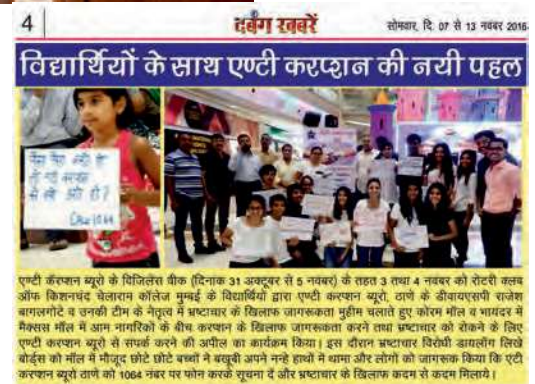 4
दबंग खबरें
सोमवार, दि. 07 से 13 नवंबर 2016
विद्यार्थियों के साथ एण्टी करप्शन की नयी पहल
एण्टी कॅरप्शन ब्यूरो के विजिलेंस वीक (दिनाक 31 अक्टूबर से 5 नवंबर) के तहत 3 तथा 4 नवंबर को रोटरी क्लब
ऑफ किशनचंद चेलाराम कॉलेज मुम्बई के विद्यार्थियों द्वारा एण्टी करप्शन ब्यूरो, ठाणे के डीवायएसपी राजेश
बागलगोटे व उनकी टीम के नेतृत्व में भ्रष्टाचार के खिलाफ जागरूकता मुहीम चलाते हुए कोरम मॉल व भायंदर में
मैक्सस मॉल में आम नागरिकों के बीच करप्शन के खिलाफ जागरूकता करने तथा भ्रष्टाचार को रोकने के लिए
एण्टी करप्शन ब्यूरो से संपर्क करने की अपील का कार्यक्रम किया। इस दौरान भ्रष्टाचार विरोधी डायलॉग लिखे
बोर्डस को मॉल में मौजूद छोटे छोटे बच्चों ने बखूबी अपने नन्हे हाथों में थामा और लोगों को जागरूक किया कि एटी
करप्शन ब्यूरो ठाणे को 1064 नंबर पर फोन करके सूचना दें और भ्रष्टाचार के खिलाफ कदम से कदम मिलाये।